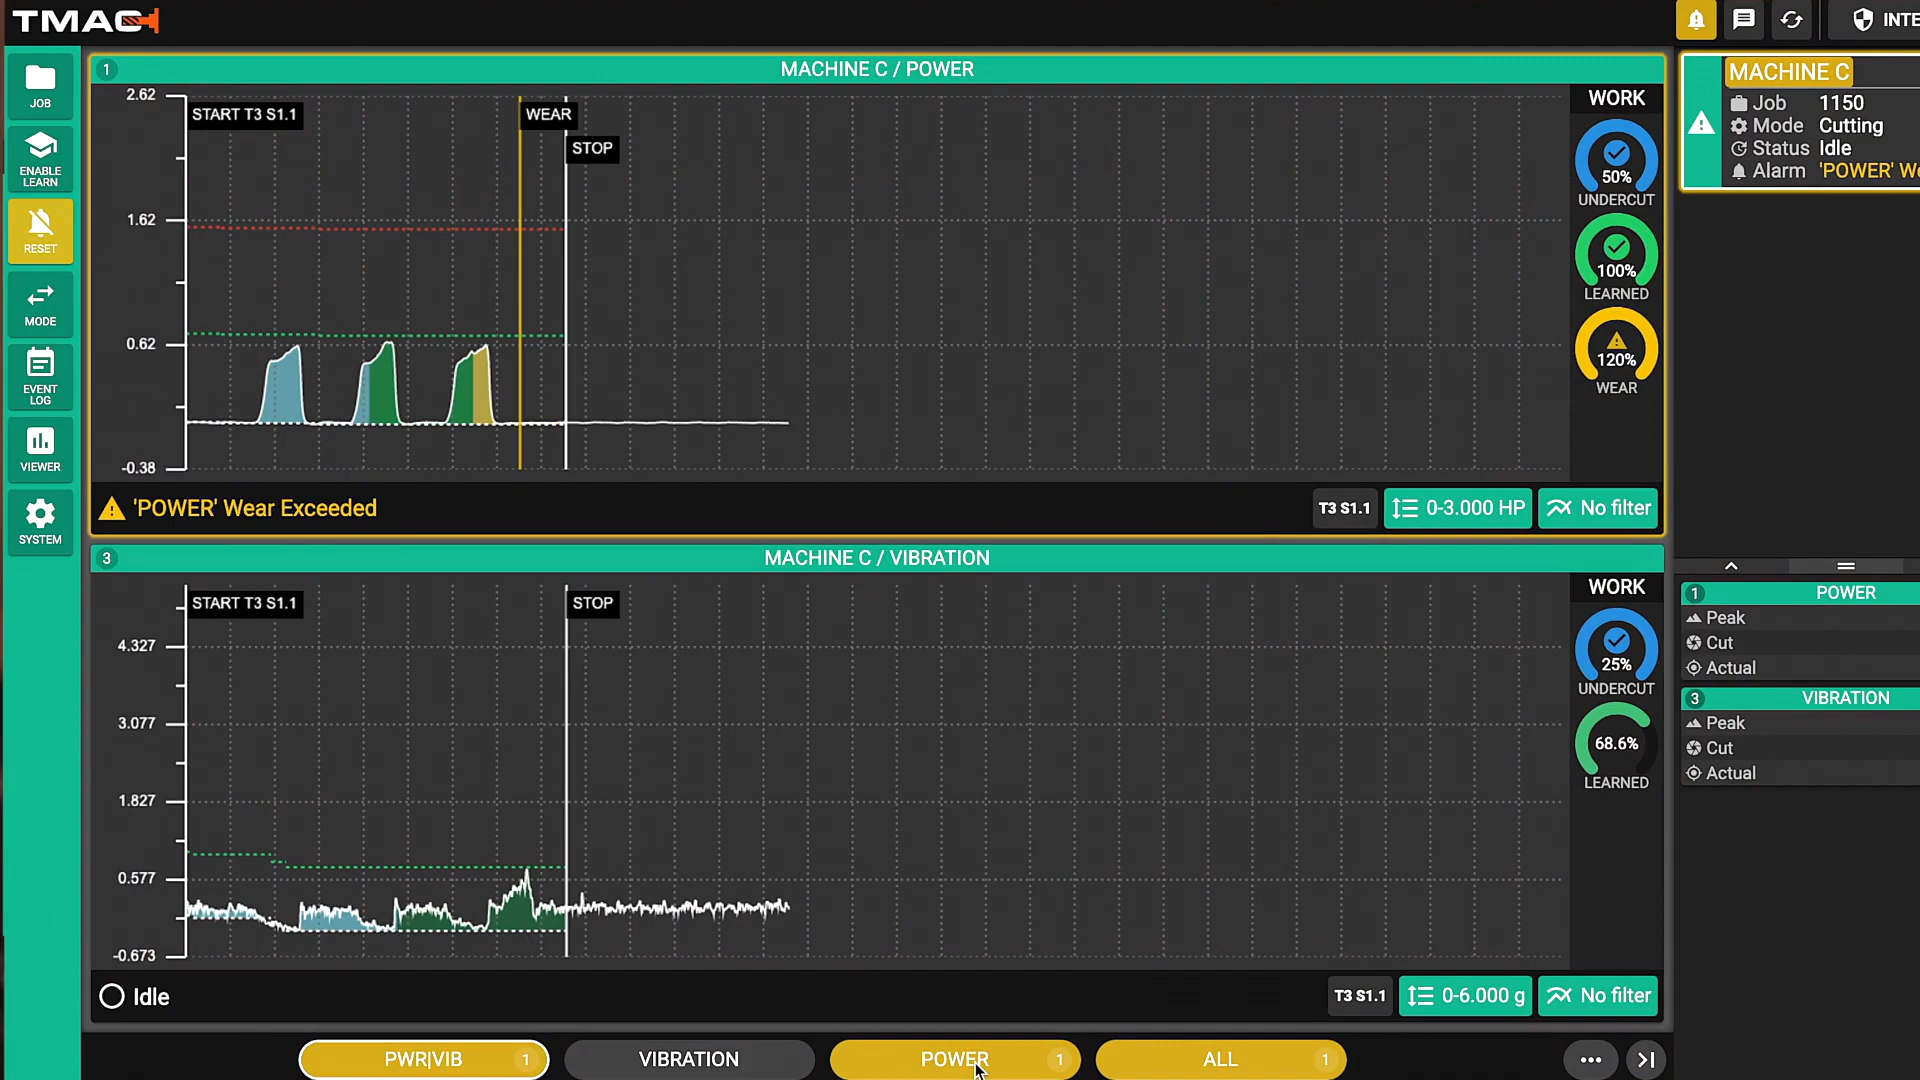 TMAC
INTE
JOB
ENABLE
LEARN
RESET
MODE
EVENT
LOG
VIEWER
SYSTEM
1
MACHINE C / POWER
2.62
1.62
0.62
-0.38
START T3 S1.1
WEAR
STOP
WORK
50%
UNDERCUT
100%
LEARNED
120%
WEAR
'POWER' Wear Exceeded
T3 S1.1
0-3.000 HP
No filter
3
MACHINE C / VIBRATION
4.327
3.077
1.827
0.577
-0.673
START T3 S1.1
STOP
WORK
25%
UNDERCUT
68.6%
LEARNED
Idle
T3 S1.1
0-6.000 g
No filter
PWR|VIB 1
VIBRATION
POWER 1
ALL 1
MACHINE C
Job 1150
Mode Cutting
Status Idle
Alarm 'POWER' We
1 POWER
Peak
Cut
Actual
3 VIBRATION
Peak
Cut
Actual